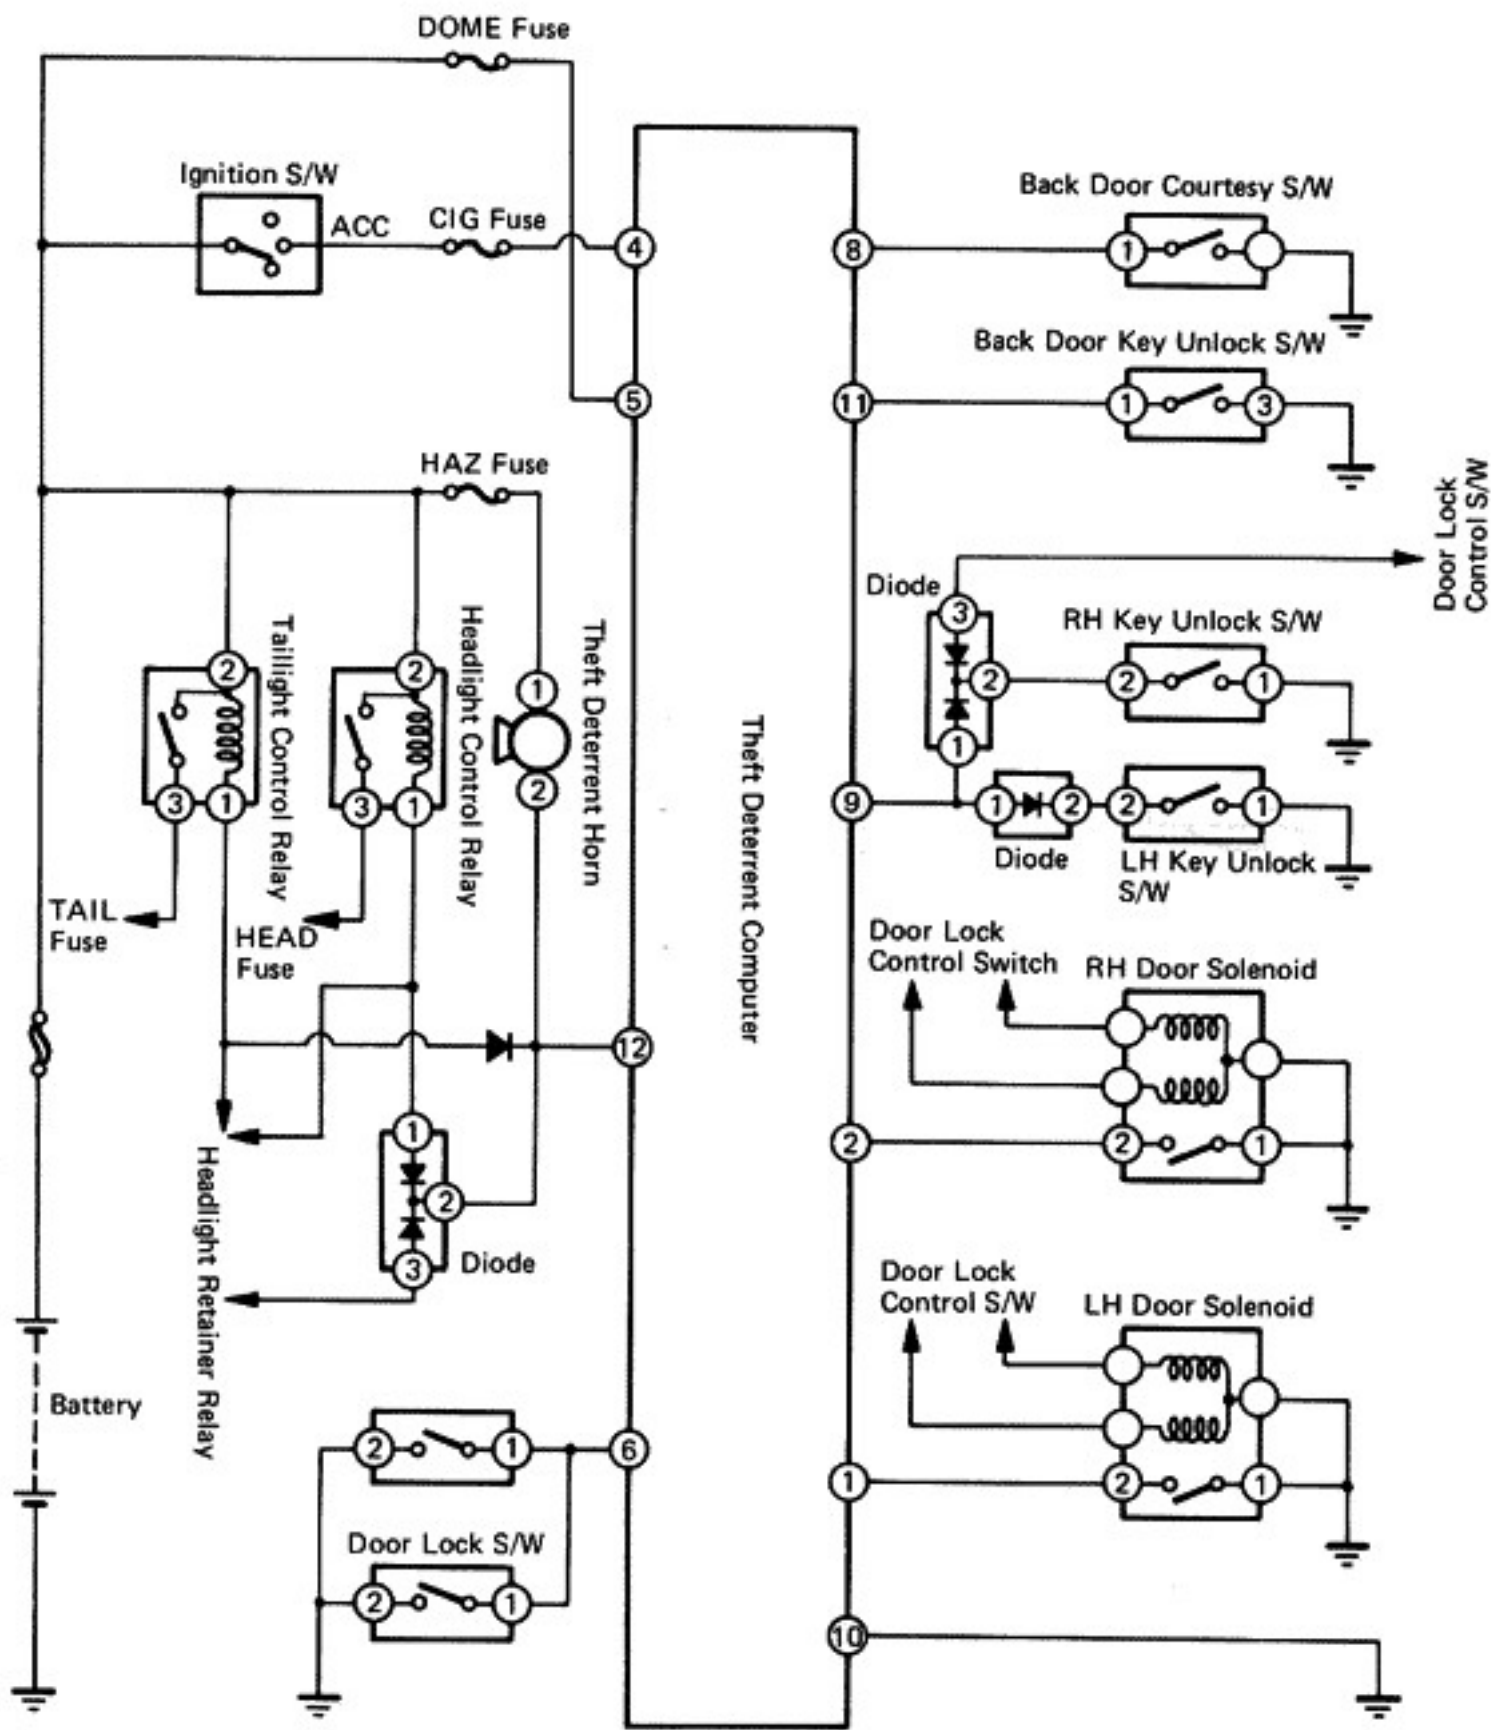 DOME Fuse
Ignition S/W
ACC
CIG Fuse
4
5
HAZ Fuse
Taillight Control Relay
2
3
1
Headlight Control Relay
2
3
1
Theft Deterrent Horn
1
2
TAIL
Fuse
HEAD
Fuse
12
Headlight Retainer Relay
1
2
3
Diode
Battery
2
1
6
Door Lock S/W
2
1
Theft Deterrent Computer
8
Back Door Courtesy S/W
1
11
Back Door Key Unlock S/W
1
3
Door Lock
Control S/W
Diode
3
2
1
RH Key Unlock S/W
2
1
9
1
2
Diode
2
1
LH Key Unlock
S/W
Door Lock
Control Switch
RH Door Solenoid
2
2
1
Door Lock
Control S/W
LH Door Solenoid
1
2
1
10